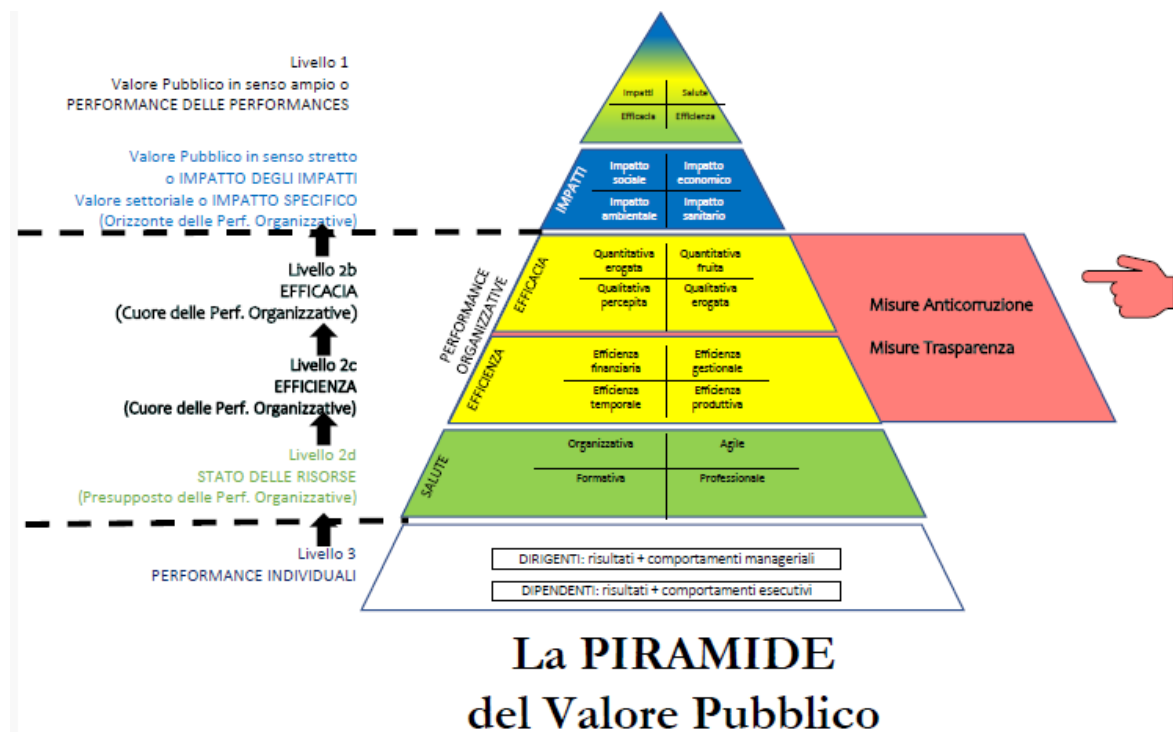 Livello 1
Valore Pubblico in senso ampio o
PERFORMANCE DELLE PERFORMANCES
Valore Pubblico in senso stretto
o IMPATTO DEGLI IMPATTI
Valore settoriale o IMPATTO SPECIFICO
(Orizzonte delle Perf. Organizzative)
Livello 2b
EFFICACIA
(Cuore delle Perf. Organizzative)
Livello 2c
EFFICIENZA
(Cuore delle Perf. Organizzative)
Livello 2d
STATO DELLE RISORSE
(Presupposto delle Perf. Organizzative)
Livello 3
PERFORMANCE INDIVIDUALI
Impatti
Salute
Efficacia
Efficienza
IMPATTI
Impatto
sociale
Impatto
economico
Impatto
ambientale
Impatto
sanitario
PERFORMANCE
ORGANIZZATIVE
EFFICACIA
Quantitativa
erogata
Quantitativa
fruita
Qualitativa
percepita
Qualitativa
erogata
EFFICIENZA
Efficienza
finanziaria
Efficienza
gestionale
Efficienza
temporale
Efficienza
produttiva
Misure Anticorruzione
Misure Trasparenza
SALUTE
Organizzativa
Agile
Formativa
Professionale
DIRIGENTI: risultati + comportamenti manageriali
DIPENDENTI: risultati + comportamenti esecutivi
La PIRAMIDE
del Valore Pubblico